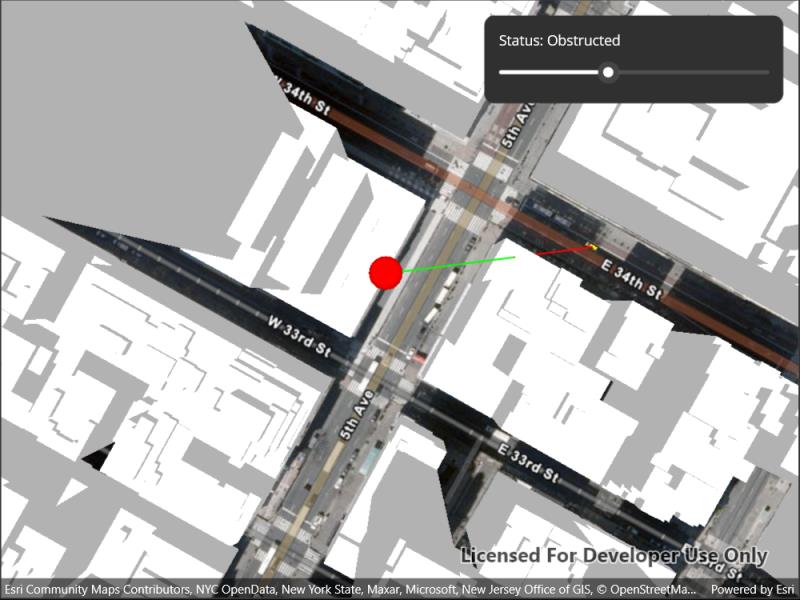 Status: Obstructed
W 34th St
5th Ave
E 34th St
W 33rd St
5th Ave
E 33rd St
Licensed For Developer Use Only
rd St
Esri Community Maps Contributors, NYC OpenData, New York State, Maxar, Microsoft, New Jersey Office of GIS, © OpenStreetMa... Powered by Esri